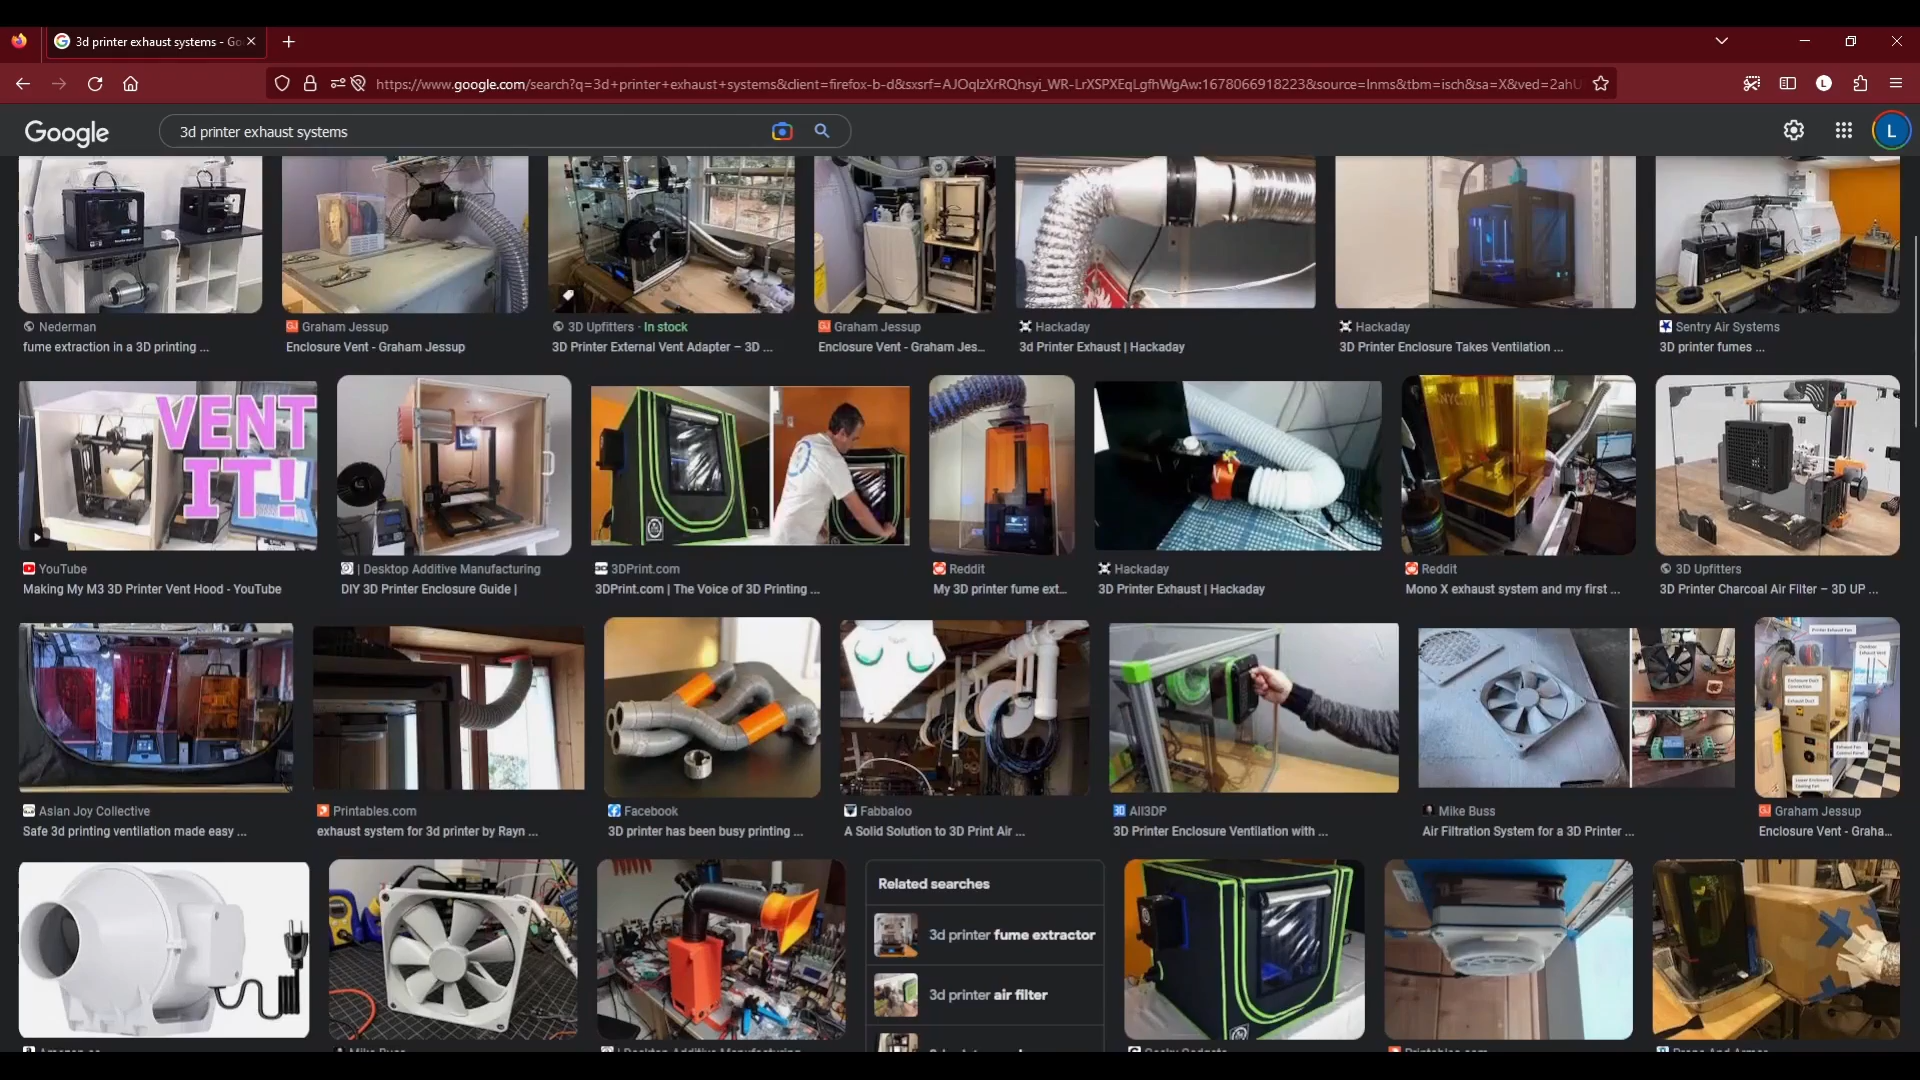 3d printer exhaust systems - Go
https://www.google.com/search?q=3d+printer+exhaust+systems&client=firefox-b-d&sxsrf=AJOqlzXrRQhsyi_WR-LrXSPXEqLgfhWgAw:1678066918223&source=lnms&tbm=isch&sa=X&ved=2ahU
L
Google
3d printer exhaust systems
L
Nederman
fume extraction in a 3D printing ...
Graham Jessup
Enclosure Vent - Graham Jessup
3D Upfitters · In stock
3D Printer External Vent Adapter – 3D ...
Graham Jessup
Enclosure Vent - Graham Jes...
Hackaday
3d Printer Exhaust | Hackaday
Hackaday
3D Printer Enclosure Takes Ventilation ...
Sentry Air Systems
3D printer fumes ...
VENT
IT!
YouTube
Making My M3 3D Printer Vent Hood - YouTube
| Desktop Additive Manufacturing
DIY 3D Printer Enclosure Guide |
3DPrint.com
3DPrint.com | The Voice of 3D Printing ...
Reddit
My 3D printer fume ext...
Hackaday
3D Printer Exhaust | Hackaday
Reddit
Mono X exhaust system and my first ...
3D Upfitters
3D Printer Charcoal Air Filter – 3D UP ...
Asian Joy Collective
Safe 3d printing ventilation made easy ...
Printables.com
exhaust system for 3d printer by Rayn ...
Facebook
3D printer has been busy printing ...
Fabbaloo
A Solid Solution to 3D Print Air ...
All3DP
3D Printer Enclosure Ventilation with ...
Mike Buss
Air Filtration System for a 3D Printer ...
Printer Exhaust Fan
Graham Jessup
Enclosure Vent - Graha...
Related searches
3d printer fume extractor
3d printer air filter